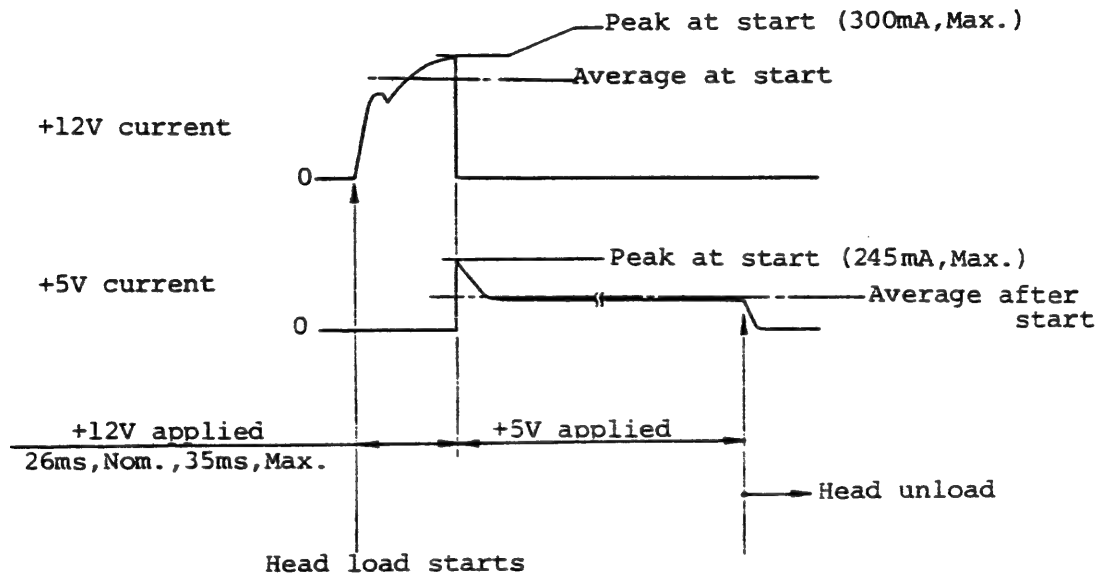 Peak at start (300mA,Max.)
Average at start
+12V current
0
Peak at start (245mA,Max.)
+5V current
Average after
start
0
+12V applied
+5V applied
26ms,Nom.,35ms,Max.
Head unload
Head load starts